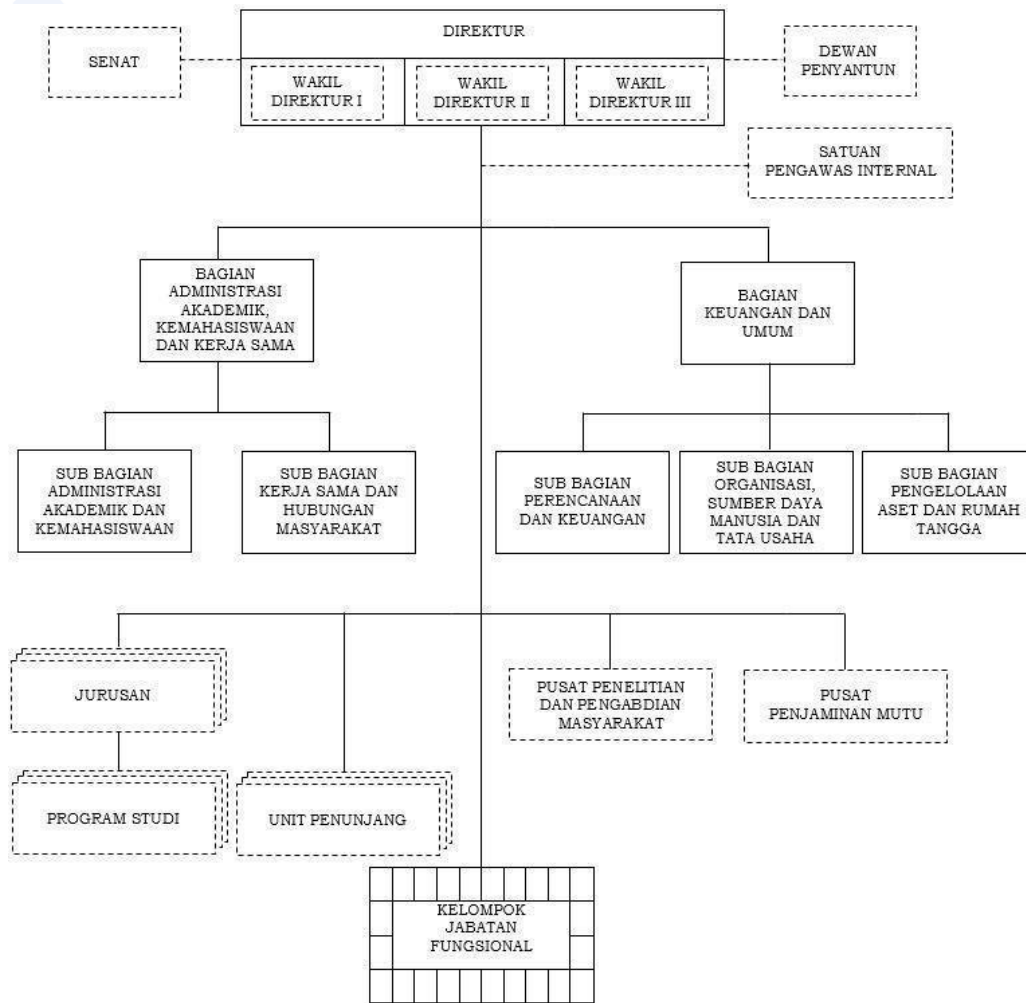 DIREKTUR
SENAT
WAKIL
DIREKTUR I
WAKIL
DIREKTUR II
WAKIL
DIREKTUR III
DEWAN
PENYANTUN
SATUAN
PENGAWAS INTERNAL
BAGIAN
ADMINISTRASI
AKADEMIK,
KEMAHASISWAAN
DAN KERJA SAMA
BAGIAN
KEUANGAN DAN
UMUM
SUB BAGIAN
ADMINISTRASI
AKADEMIK DAN
KEMAHASISWAAN
SUB BAGIAN
KERJA SAMA DAN
HUBUNGAN
MASYARAKAT
SUB BAGIAN
PERENCANAAN
DAN KEUANGAN
SUB BAGIAN
ORGANISASI,
SUMBER DAYA
MANUSIA DAN
TATA USAHA
SUB BAGIAN
PENGELOLAAN
ASET DAN RUMAH
TANGGA
JURUSAN
PUSAT PENELITIAN
DAN PENGABDIAN
MASYARAKAT
PUSAT
PENJAMINAN MUTU
PROGRAM STUDI
UNIT PENUNJANG
KELOMPOK
JABATAN
FUNGSIONAL